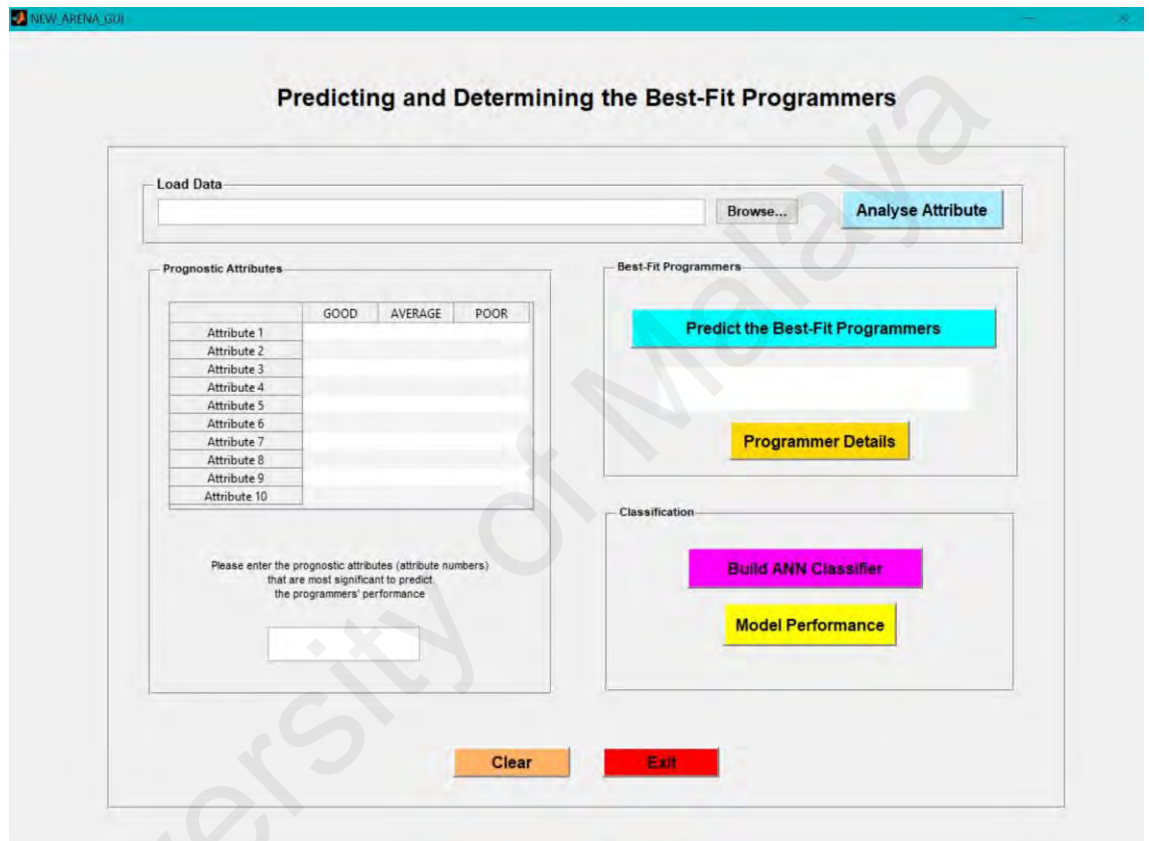 NEW_ARENA_GUI
Predicting and Determining the Best-Fit Programmers
Load Data
Browse...
Analyse Attribute
Prognostic Attributes
GOOD AVERAGE POOR
Attribute 1
Attribute 2
Attribute 3
Attribute 4
Attribute 5
Attribute 6
Attribute 7
Attribute 8
Attribute 9
Attribute 10
Please enter the prognostic attributes (attribute numbers)
that are most significant to predict
the programmers' performance
Best-Fit Programmers
Predict the Best-Fit Programmers
Programmer Details
Classification
Build ANN Classifier
Model Performance
Clear
Exit
ersity of Malaya